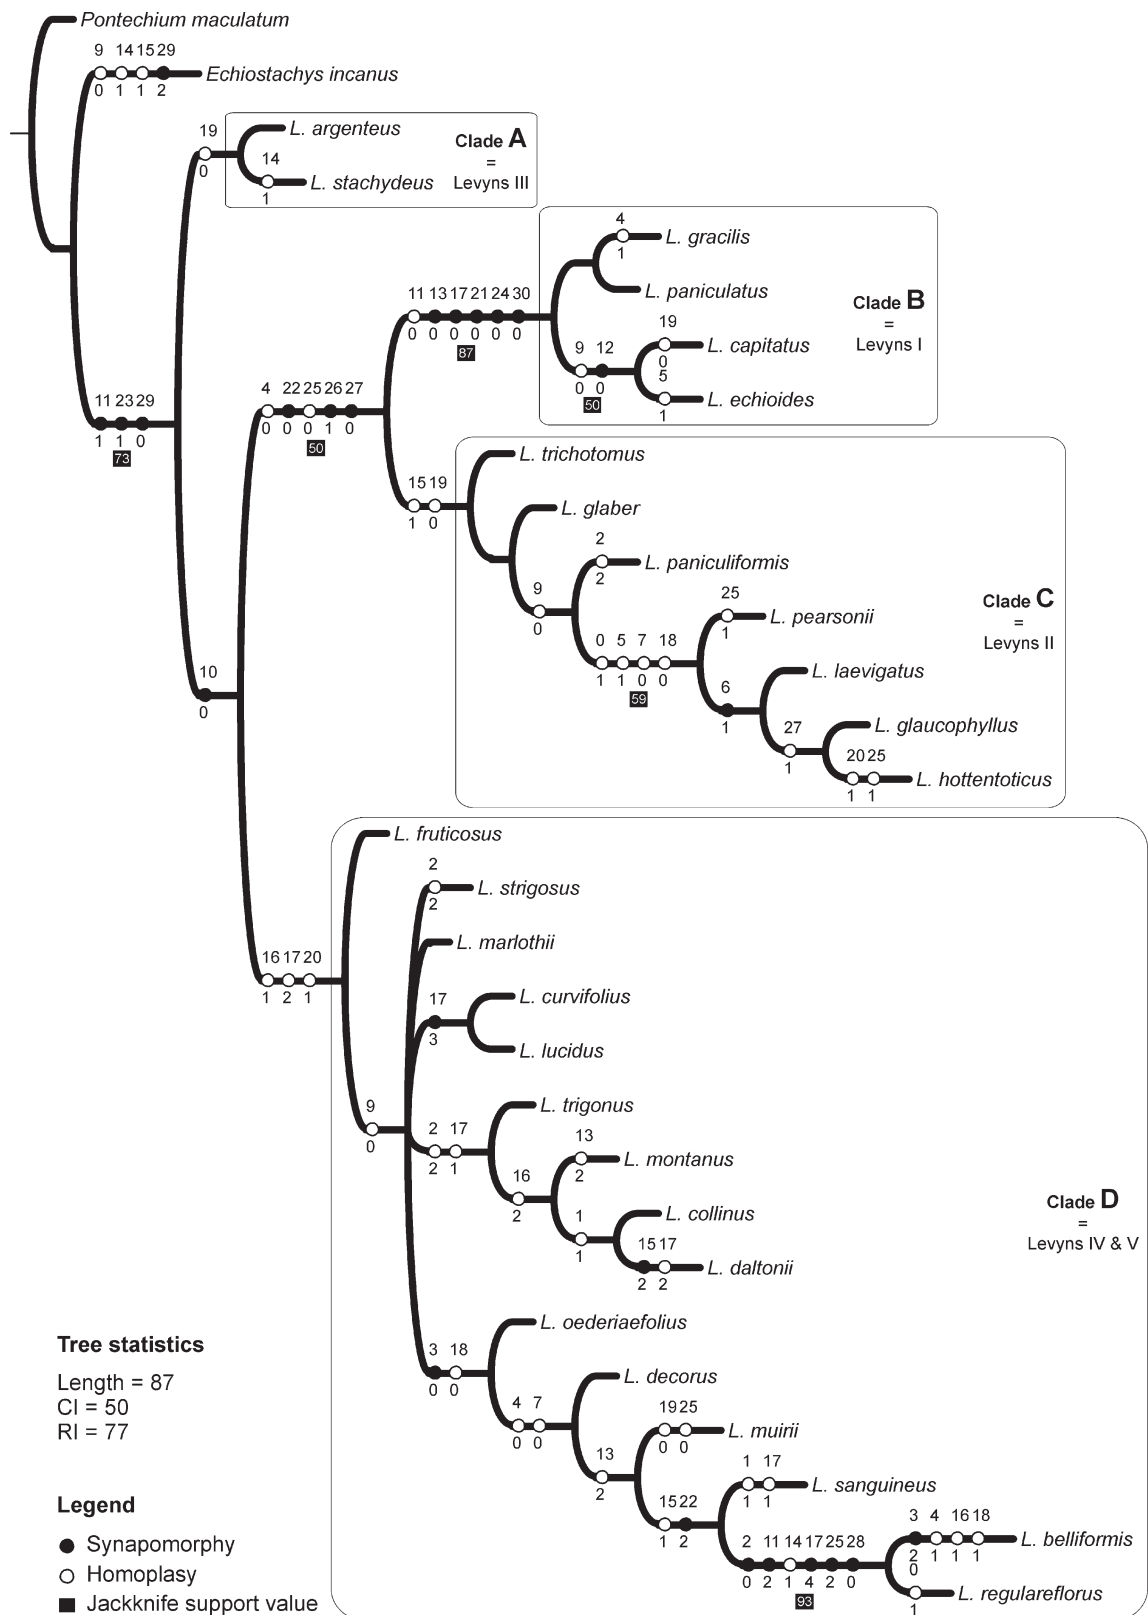 Pontechium maculatum
9 14 15 29
Echiostachys incanus
0 1 1 2
19
L. argenteus
Clade A
=
Levyns III
0
14
L. stachydeus
1
4
L. gracilis
1
L. paniculatus
11 13 17 21 24 30
0 0 0 0 0 0
87
Clade B
=
Levyns I
19
L. capitatus
0
9 12
0 0
50
5
L. echioides
1
4 22 25 26 27
0 0 0 1 0
50
11 23 29
1 1 0
73
L. trichotomus
15 19
1 0
L. glaber
2
L. paniculiformis
2
9
0
25
L. pearsonii
1
Clade C
=
Levyns II
0 5 7 18
1 1 0 0
59
L. laevigatus
6
1
10
0
27
1
L. glaucophyllus
20 25
L. hottentoticus
1 1
L. fruticosus
2
L. strigosus
2
L. marlothii
16 17 20
1 2 1
17
3
L. curvifolius
L. lucidus
9
0
L. trigonus
2 17
2 1
13
L. montanus
2
16
2
1
1
L. collinus
15 17
L. daltonii
2 2
Clade D
=
Levyns IV & V
L. oederiaefolius
3 18
0 0
L. decorus
4 7
0 0
19 25
L. muirii
0 0
13
2
1 17
L. sanguineus
1 1
15 22
1 2
2 11 14 17 25 28
0 2 1 4 2 0
93
3 4 16 18
L. belliformis
2 1 1 1
0
L. regulareflorus
1
Tree statistics
Length = 87
CI = 50
RI = 77
Legend
Synapomorphy
Homoplasy
Jackknife support value